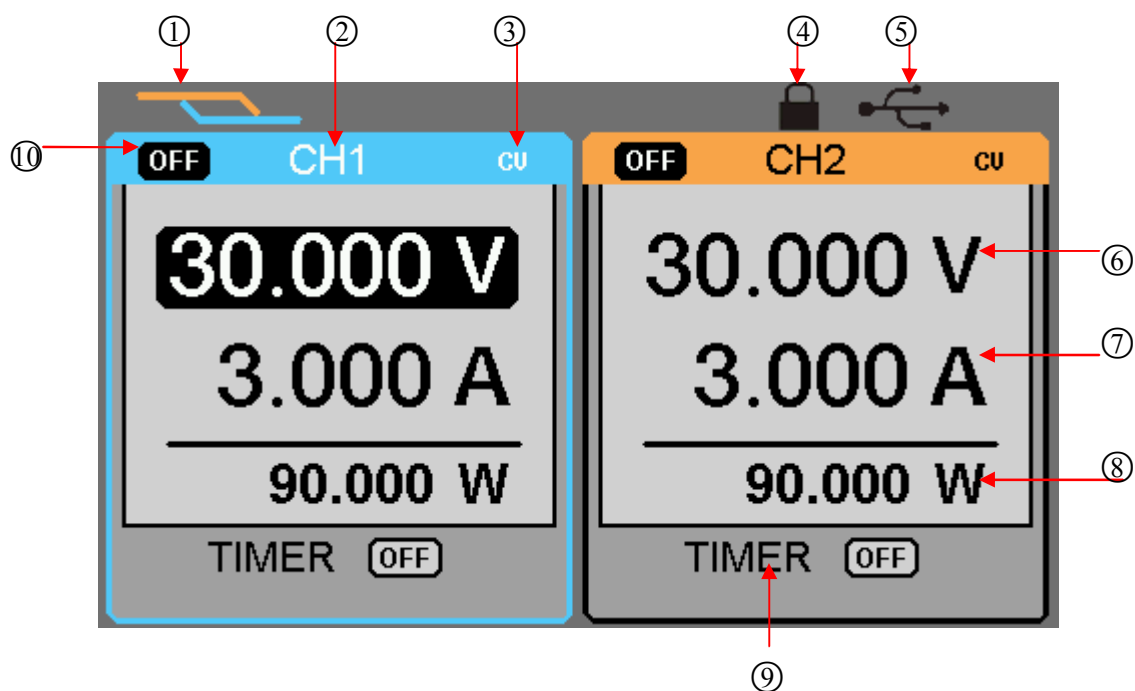 ① ② ③ ④ ⑤
⑩ OFF CH1 CV OFF CH2 CV
30.000 V 30.000 V ⑥
3.000 A 3.000 A ⑦
90.000 W 90.000 W ⑧
TIMER OFF TIMER OFF
⑨